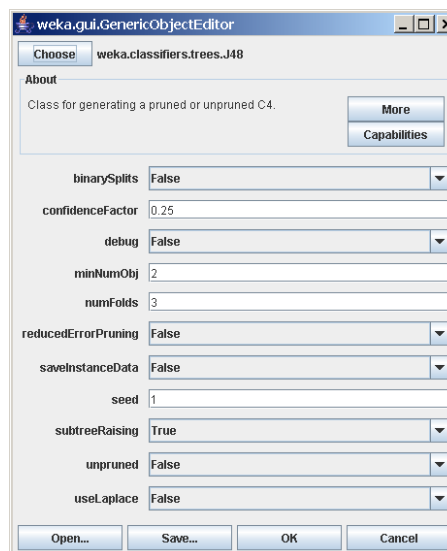 weka.gui.GenericObjectEditor
Choose weka.classifiers.trees.J48
About
Class for generating a pruned or unpruned C4.
More
Capabilities
binarySplits False
confidenceFactor 0.25
debug False
minNumObj 2
numFolds 3
reducedErrorPruning False
saveInstanceData False
seed 1
subtreeRaising True
unpruned False
useLaplace False
Open... Save... OK Cancel